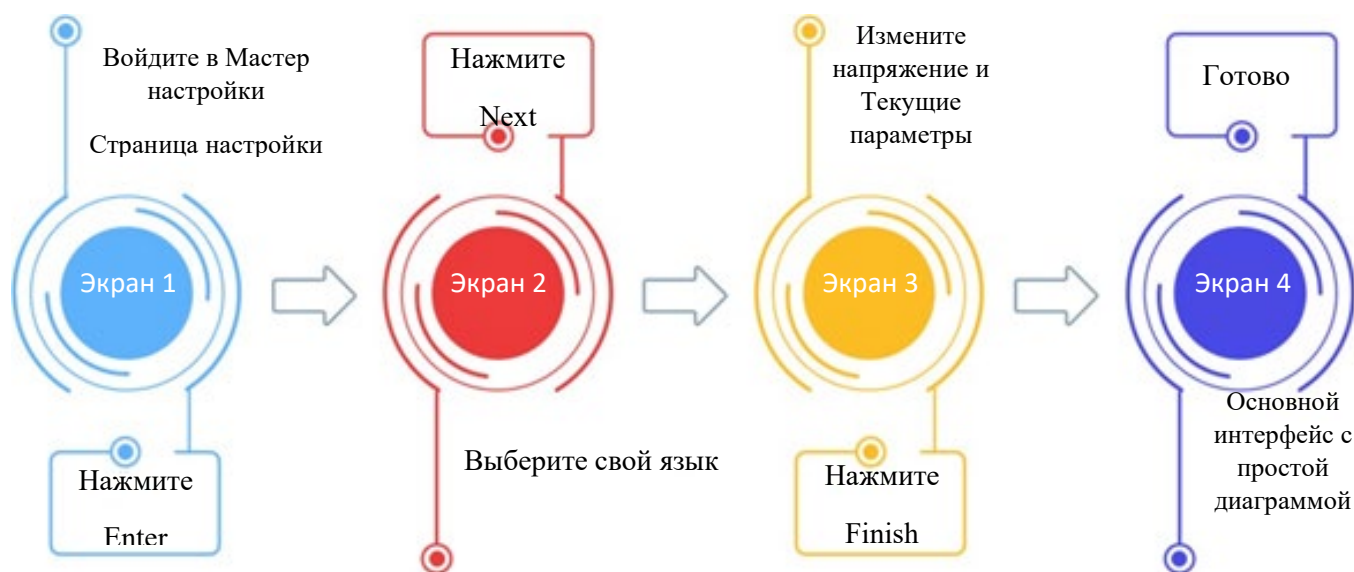 Войдите в Мастер
настройки
Страница настройки
Экран 1
Нажмите
Enter
Нажмите
Next
Экран 2
Выберите свой язык
Измените
напряжение и
Текущие
параметры
Экран 3
Нажмите
Finish
Готово
Экран 4
Основной
интерфейс с
простой
диаграммой